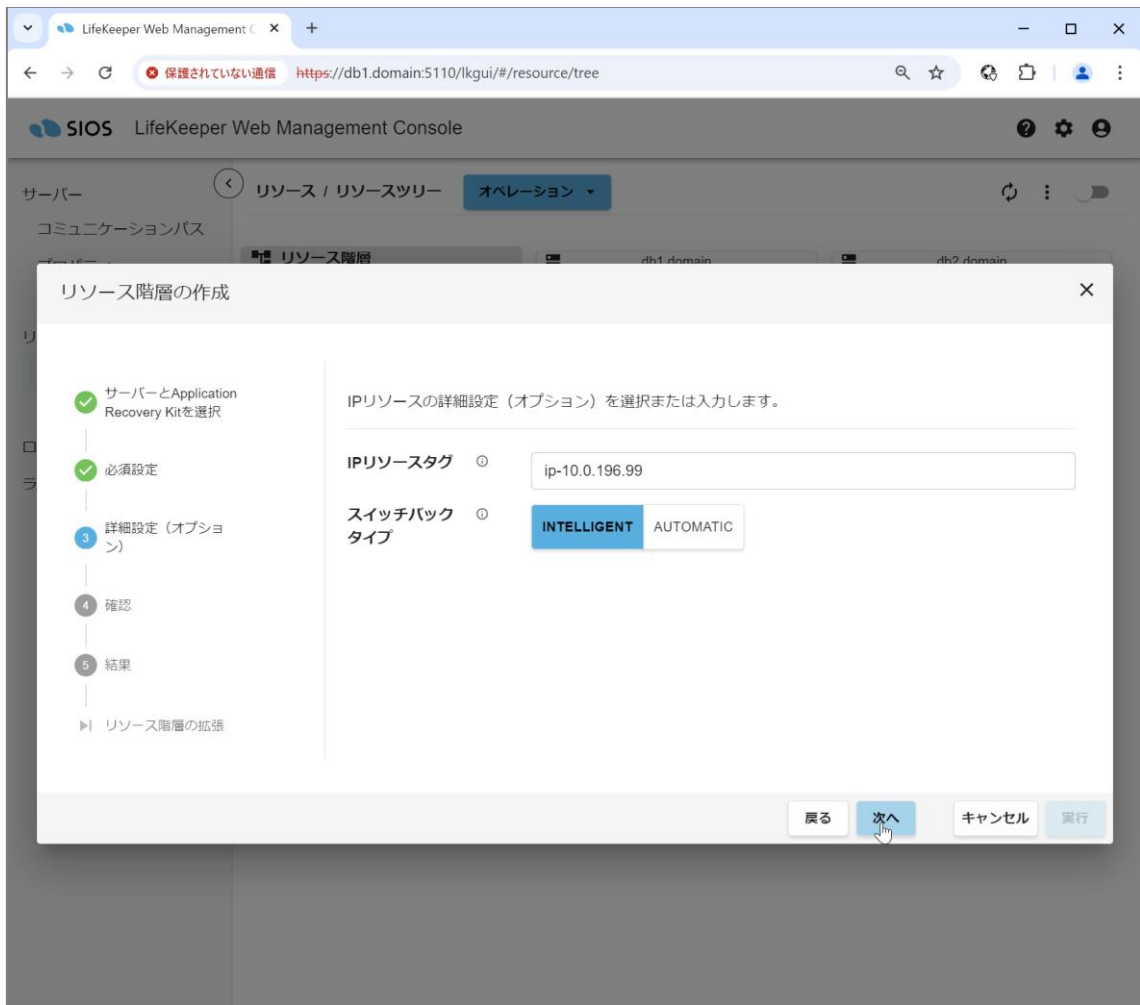 LifeKeeper Web Management C
保護されていない通信 https://db1.domain:5110/lkgui/#/resource/tree
SIOS LifeKeeper Web Management Console
サーバー
リソース / リソースツリー オペレーション
コミュニケーションパス
リソース階層 db1.domain db2.domain
リソース階層の作成
サーバーとApplication
Recovery Kitを選択
必須設定
3 詳細設定（オプショ
ン）
4 確認
5 結果
リソース階層の拡張
IPリソースの詳細設定（オプション）を選択または入力します。
IPリソースタグ ip-10.0.196.99
スイッチバック
タイプ
INTELLIGENT AUTOMATIC
戻る 次へ キャンセル 実行